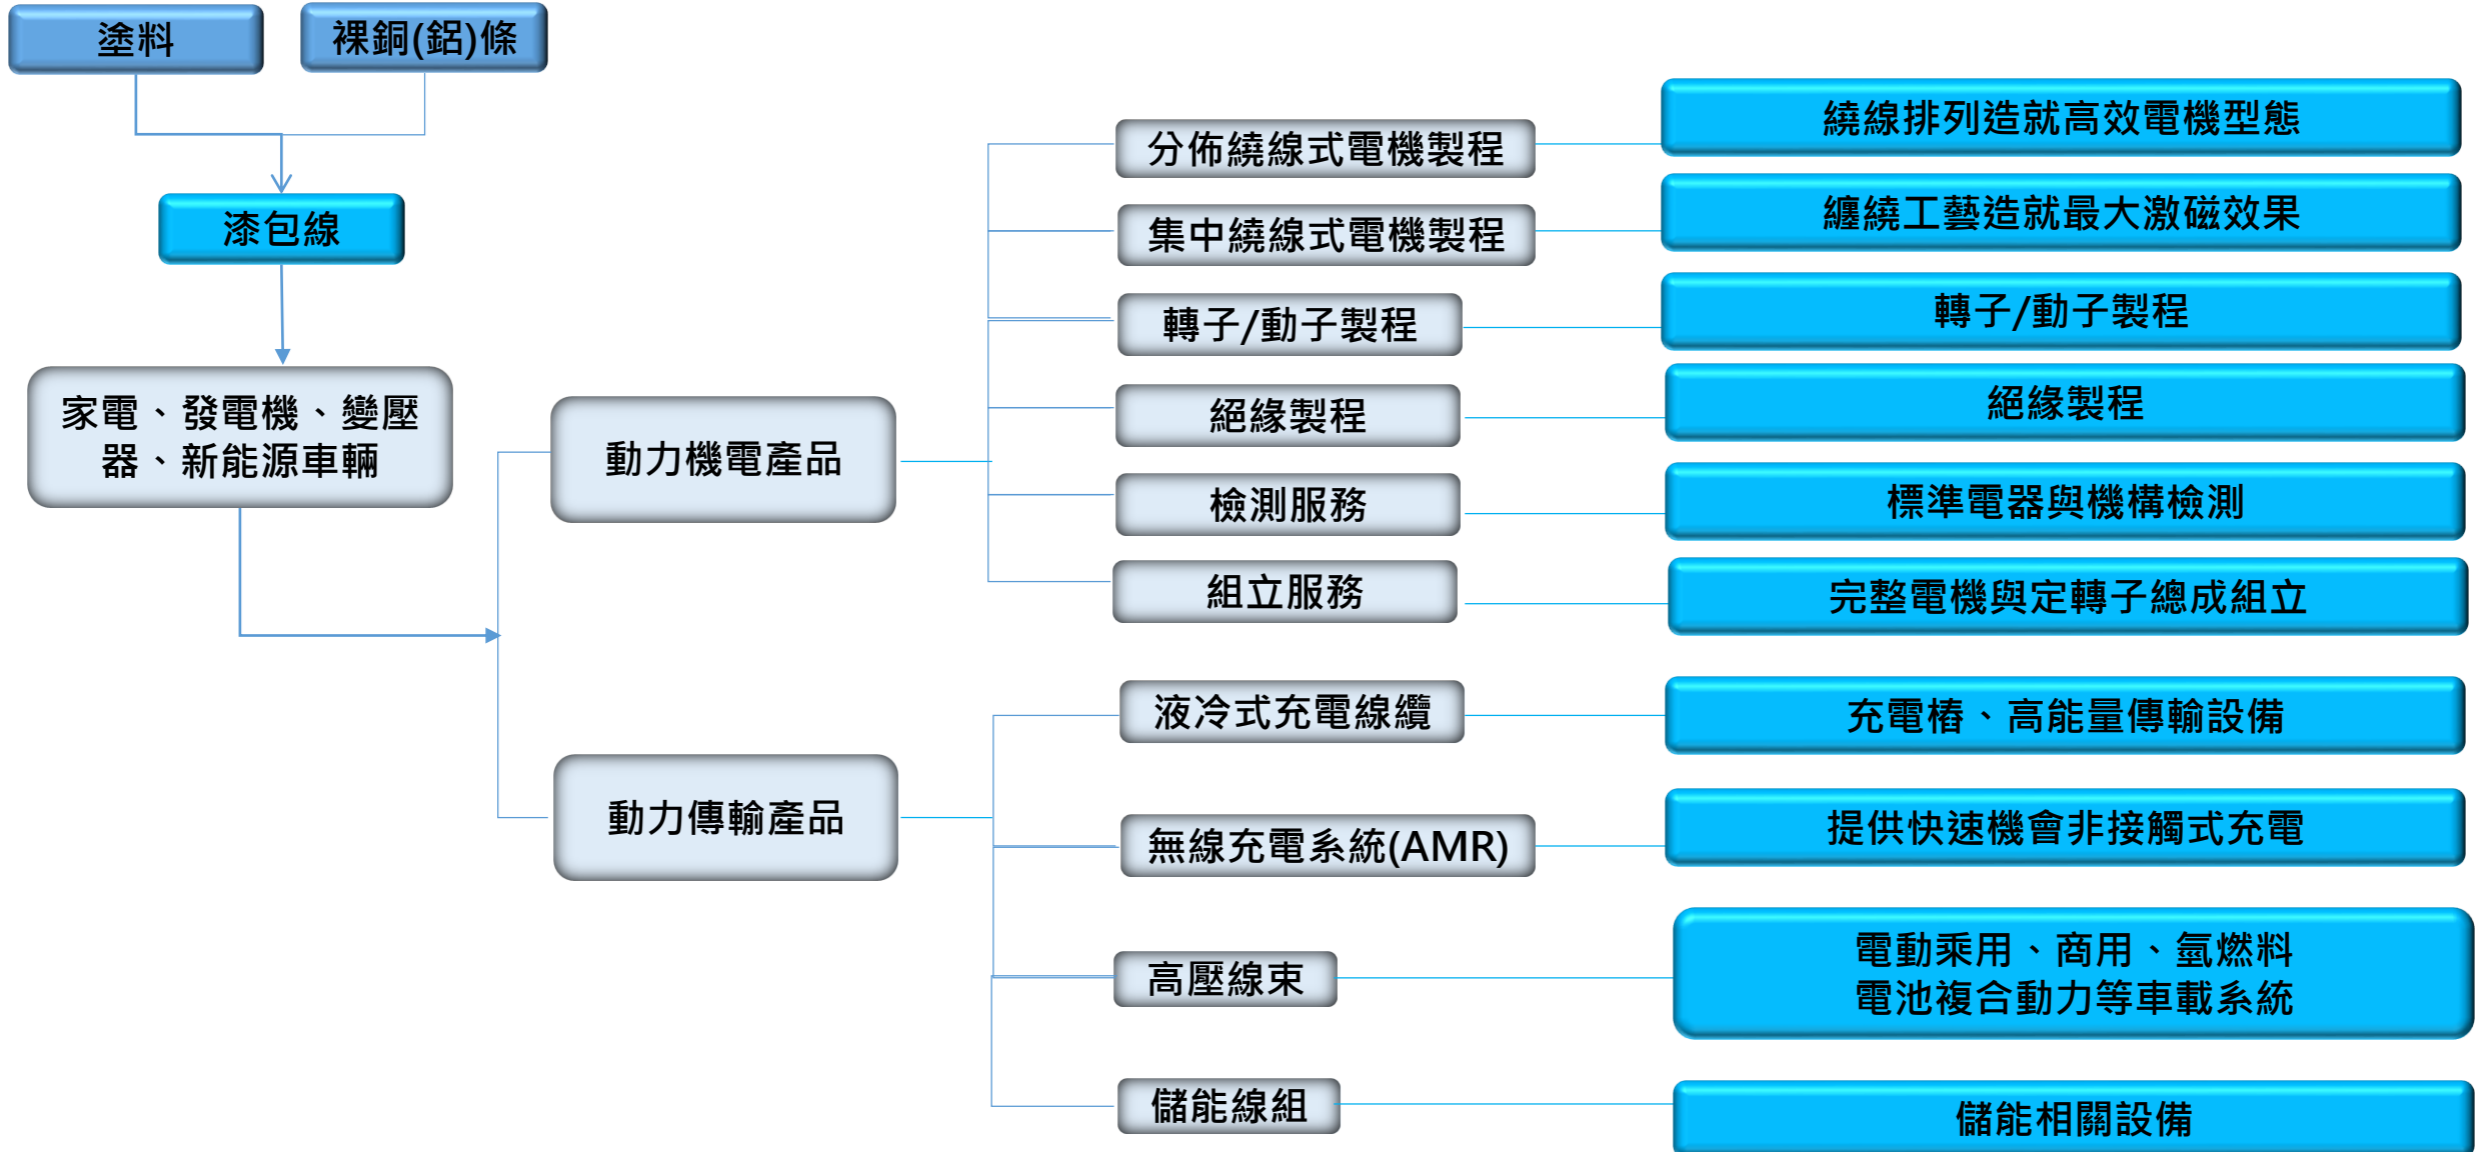 塗料
裸銅(鋁)條
漆包線
家電、發電機、變壓
器、新能源車輛
動力機電產品
分佈繞線式電機製程
繞線排列造就高效電機型態
集中繞線式電機製程
纏繞工藝造就最大激磁效果
轉子/動子製程
轉子/動子製程
絕緣製程
絕緣製程
檢測服務
標準電器與機構檢測
組立服務
完整電機與定轉子總成組立
動力傳輸產品
液冷式充電線纜
充電樁、高能量傳輸設備
無線充電系統(AMR)
提供快速機會非接觸式充電
高壓線束
電動乘用、商用、氫燃料
電池複合動力等車載系統
儲能線組
儲能相關設備